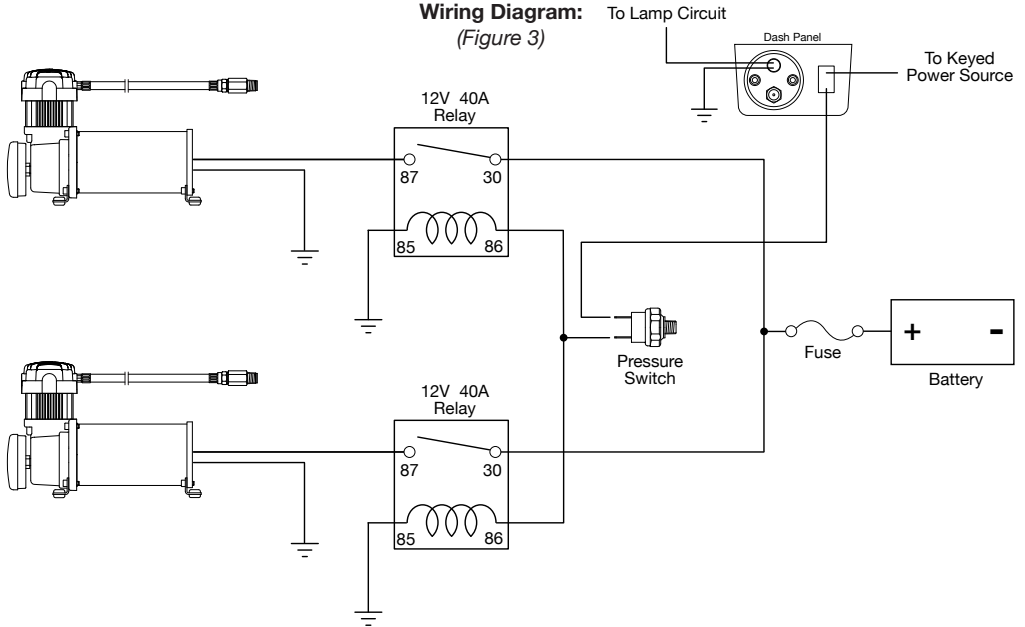 Wiring Diagram:
(Figure 3)
To Lamp Circuit
Dash Panel
To Keyed
Power Source
12V 40A
Relay
87 30
85 86
Pressure
Switch
Fuse
+ -
Battery
12V 40A
Relay
87 30
85 86